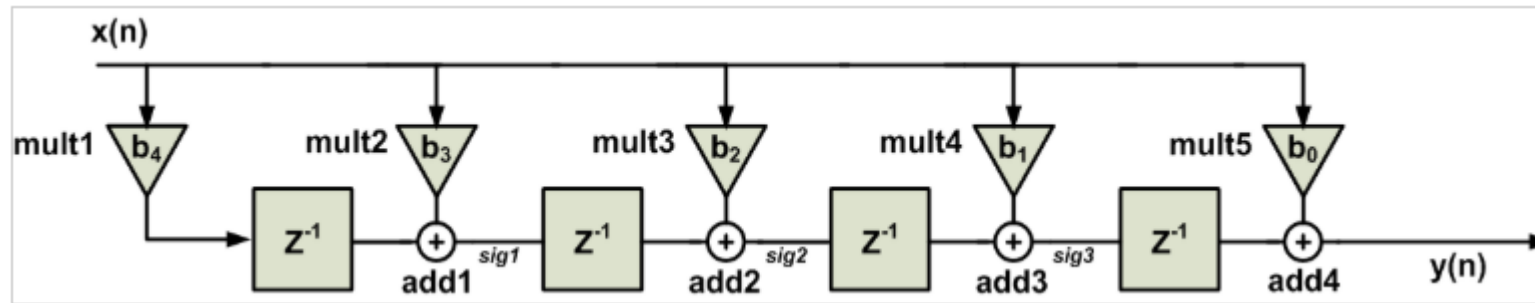 x(n)
mult1 b₄ mult2 b₃ mult3 b₂ mult4 b₁ mult5 b₀
Z⁻¹ + sig1 Z⁻¹ + sig2 Z⁻¹ + sig3 Z⁻¹ +
add1 add2 add3 add4 y(n)